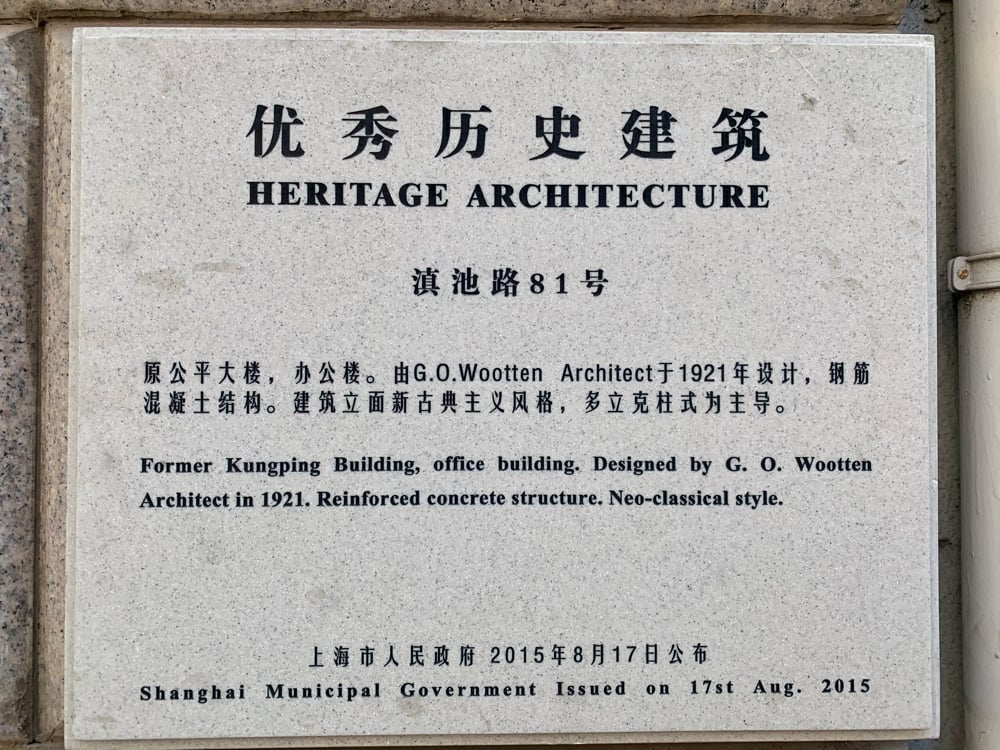 优秀历史建筑
HERITAGE ARCHITECTURE
滇池路81号
原公平大楼，办公楼。由G.O.Wootten Architect于1921年设计，钢筋
混凝土结构。建筑立面新古典主义风格，多立克柱式为主导。
Former Kungping Building, office building. Designed by G. O. Wootten
Architect in 1921. Reinforced concrete structure. Neo-classical style.
上海市人民政府 2015年8月17日公布
Shanghai Municipal Government Issued on 17st Aug. 2015